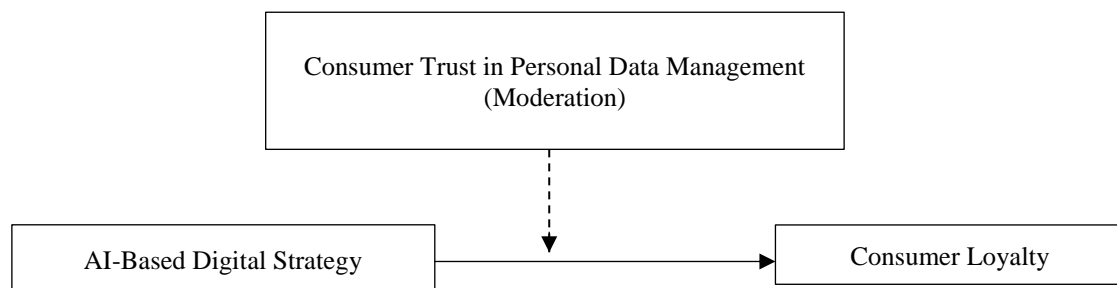 Consumer Trust in Personal Data Management
(Moderation)
AI-Based Digital Strategy
Consumer Loyalty